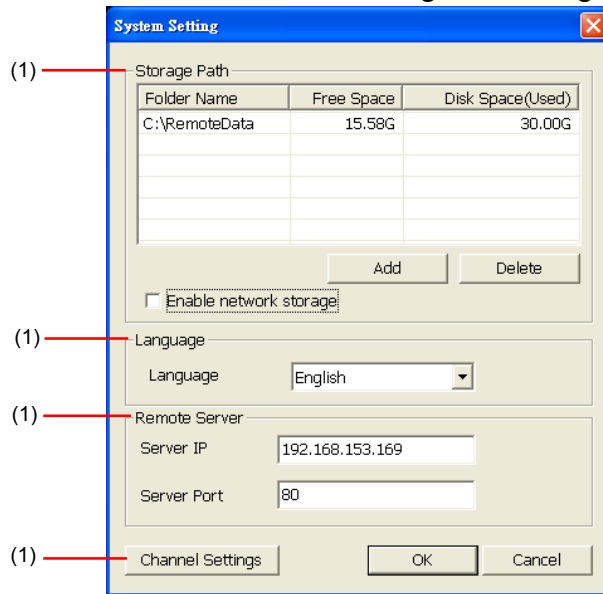 System Setting
(1) Storage Path
Folder Name Free Space Disk Space(Used)
C:\RemoteData 15.58G 30.00G
Add Delete
Enable network storage
(1) Language
Language English
(1) Remote Server
Server IP 192.168.153.169
Server Port 80
(1) Channel Settings OK Cancel